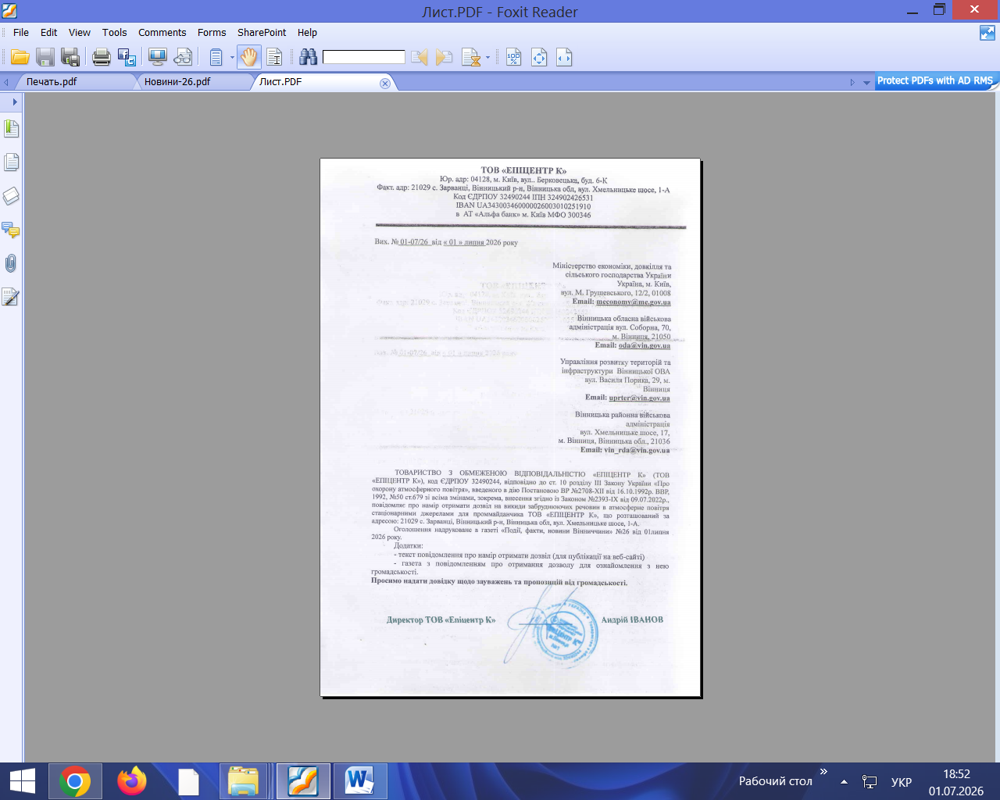 Лист.PDF - Foxit Reader
File Edit View Tools Comments Forms SharePoint Help
Печать.pdf Новини-26.pdf Лист.PDF Protect PDFs with AD RMS
ТОВ «ЕПІЦЕНТР К»
Юр. адр: 04128, м. Київ, вул.. Берковецька, буд. 6-К
Факт. адр: 21029 с. Зарванці, Вінницький р-н, Вінницька обд, вул. Хмельницьке щосе, 1-А
Код ЄДРПОУ 32490244 ІПН 324902426531
IBAN UA343003460000026003010251910
в АТ «Альфа банк» м. Київ МФО 300346
Вих. № 01-07/26 від « 01 » липня 2026 року
Міністерство економіки, довкілля та
сільського господарства України
Україна, м. Київ,
вул. М. Грушевського, 12/2, 01008
Email: meconomy@me.gov.ua
Вінницька обласна військова
адміністрація вул. Соборна, 70,
м. Вінниця, 21050
Email: oda@vin.gov.ua
Управління розвитку територій та
інфраструктури Вінницької ОВА
вул. Василя Порика, 29, м.
Вінниця
Email: uprter@vin.gov.ua
Вінницька районна військова
адміністрація
вул. Хмельницьке шосе, 17,
м. Вінниця, Вінницька обл., 21036
Email: vin_rda@vin.gov.ua
ТОВАРИСТВО З ОБМЕЖЕНОЮ ВІДПОВІДАЛЬНІСТЮ «ЕПІЦЕНТР К» (ТОВ
«ЕПІЦЕНТР К»), код ЄДРПОУ 32490244, відповідно до ст. 10 розділу III Закону України «Про
охорону атмосферного повітря», введеного в дію Постановою ВР №2708-XII від 16.10.1992р. ВВР,
1992, №50 ст.679 зі всіма змінами, зокрема, внесення згідно із Законом №2393-IX від 09.07.2022р.,
повідомляє про намір отримати дозвіл на викиди забруднюючих речовин в атмосферне повітря
стаціонарними джерелами для проммайданчика ТОВ «ЕПІЦЕНТР К», що розташований за
адресою: 21029 с. Зарванці, Вінницький р-н, Вінницька обл, вул. Хмельницьке шосе, 1-А.
Оголошення надруковане в газеті «Події, факти, новини Вінниччини» №26 від 01липня
2026 року.
Додатки:
- текст повідомлення про намір отримати дозвіл (для публікації на веб-сайті)
- газета з повідомленням про отримання дозволу для ознайомлення з нею
громадськості.
Просимо надати довідку щодо зауважень та пропозицій від громадськості.
Директор ТОВ «Епіцентр К» Андрій ІВАНОВ
Рабочий стол УКР 18:52
01.07.2026